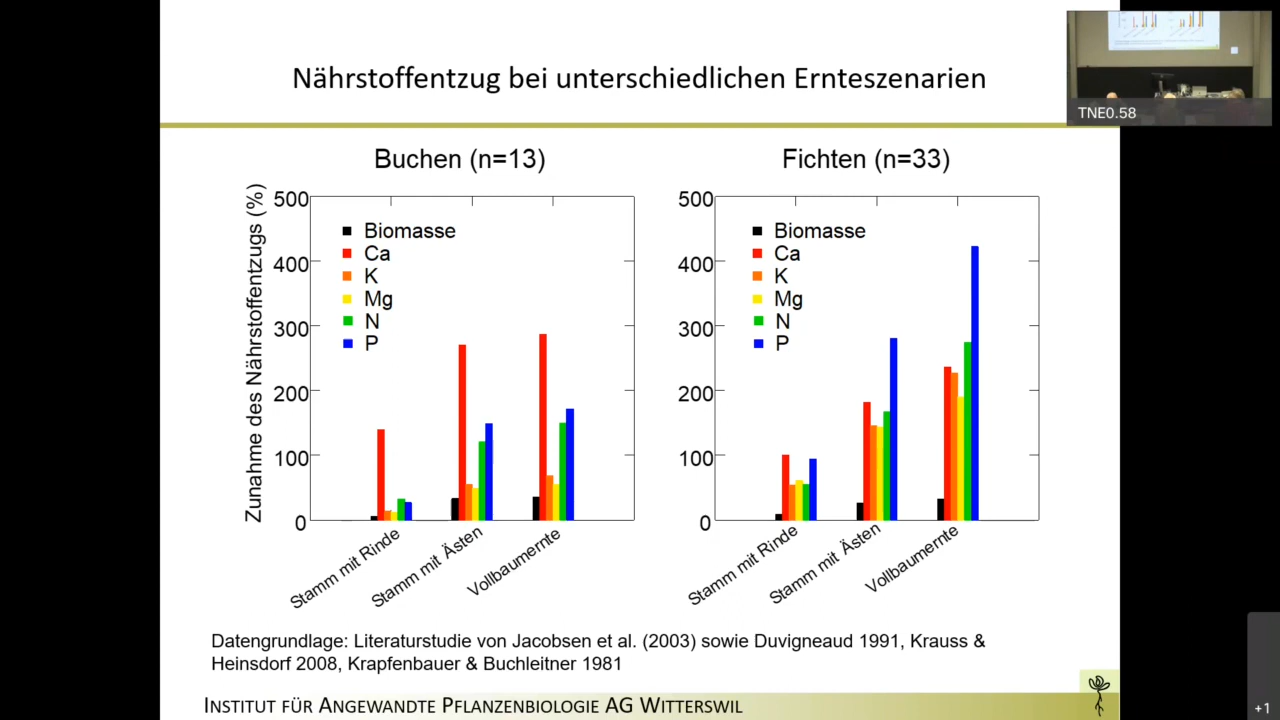 Nährstoffentzug bei unterschiedlichen Ernteszenarien
TNE0.58
Buchen (n=13)
Fichten (n=33)
Zunahme des Nährstoffentzugs (%)
500
400
300
200
100
0
Biomasse
Ca
K
Mg
N
P
Stamm mit Rinde
Stamm mit Ästen
Vollbaumernte
500
400
300
200
100
0
Biomasse
Ca
K
Mg
N
P
Stamm mit Rinde
Stamm mit Ästen
Vollbaumernte
Datengrundlage: Literaturstudie von Jacobsen et al. (2003) sowie Duvigneaud 1991, Krauss &
Heinsdorf 2008, Krapfenbauer & Buchleitner 1981
INSTITUT FÜR ANGEWANDTE PFLANZENBIOLOGIE AG WITTERSWIL
+1